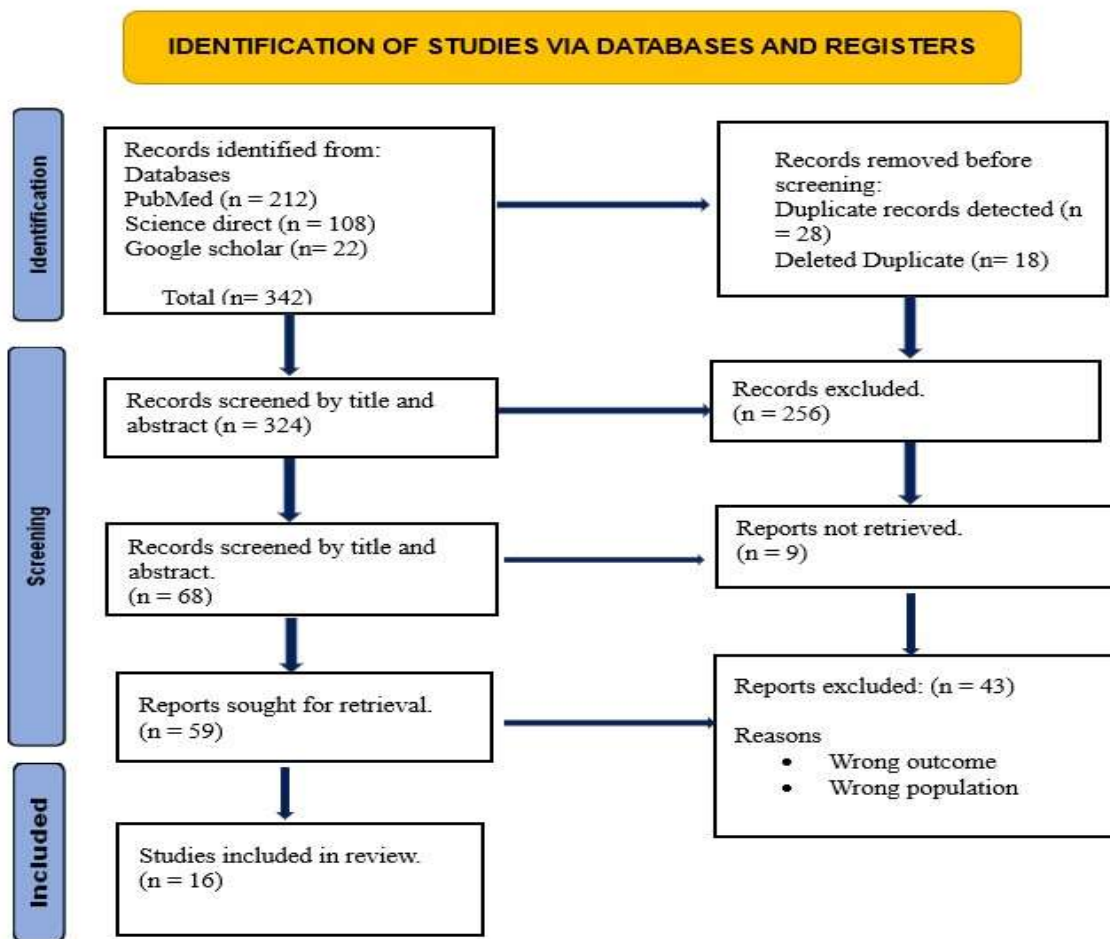 IDENTIFICATION OF STUDIES VIA DATABASES AND REGISTERS
Identification
Records identified from:
Databases
PubMed (n = 212)
Science direct (n = 108)
Google scholar (n= 22)
Total (n= 342)
Records removed before
screening:
Duplicate records detected (n
= 28)
Deleted Duplicate (n= 18)
Screening
Records screened by title and
abstract (n = 324)
Records excluded.
(n = 256)
Records screened by title and
abstract.
(n = 68)
Reports not retrieved.
(n = 9)
Reports sought for retrieval.
(n = 59)
Reports excluded: (n = 43)
Reasons
• Wrong outcome
• Wrong population
Included
Studies included in review.
(n = 16)